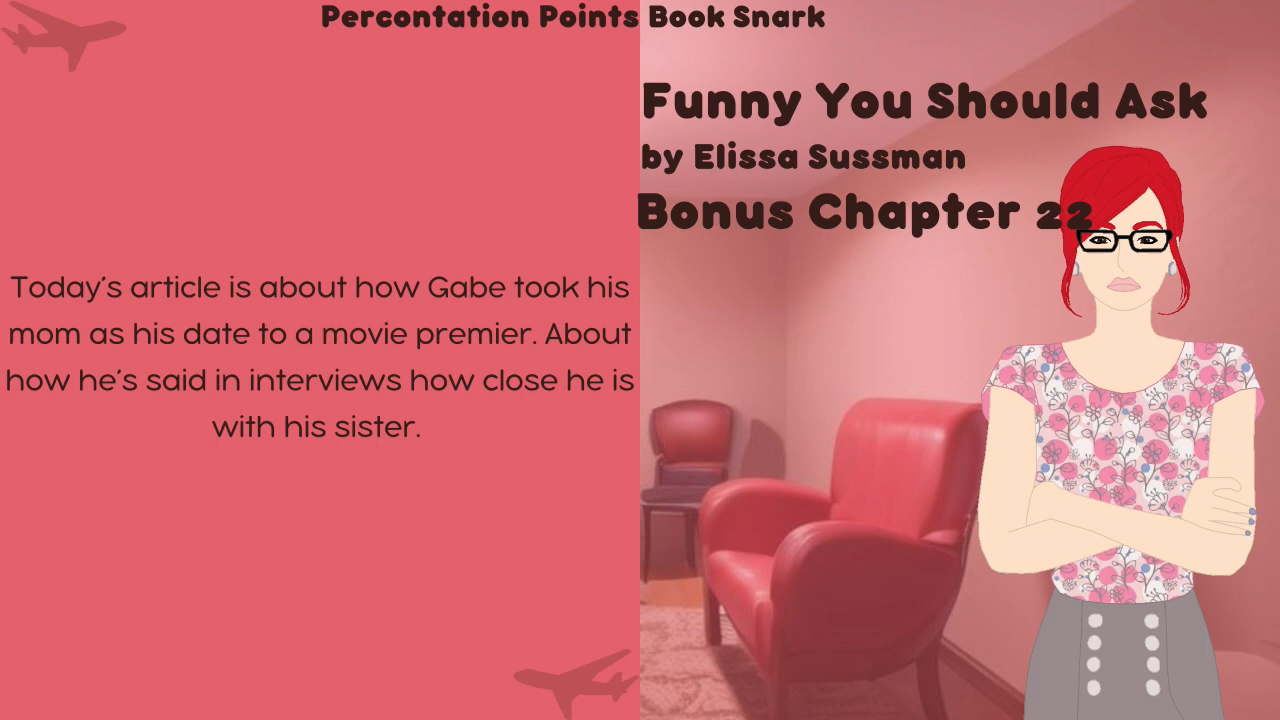 Percontation Points Book Snark
Funny You Should Ask
by Elissa Sussman
Bonus Chapter 22
Today's article is about how Gabe took his
mom as his date to a movie premier. About
how he's said in interviews how close he is
with his sister.